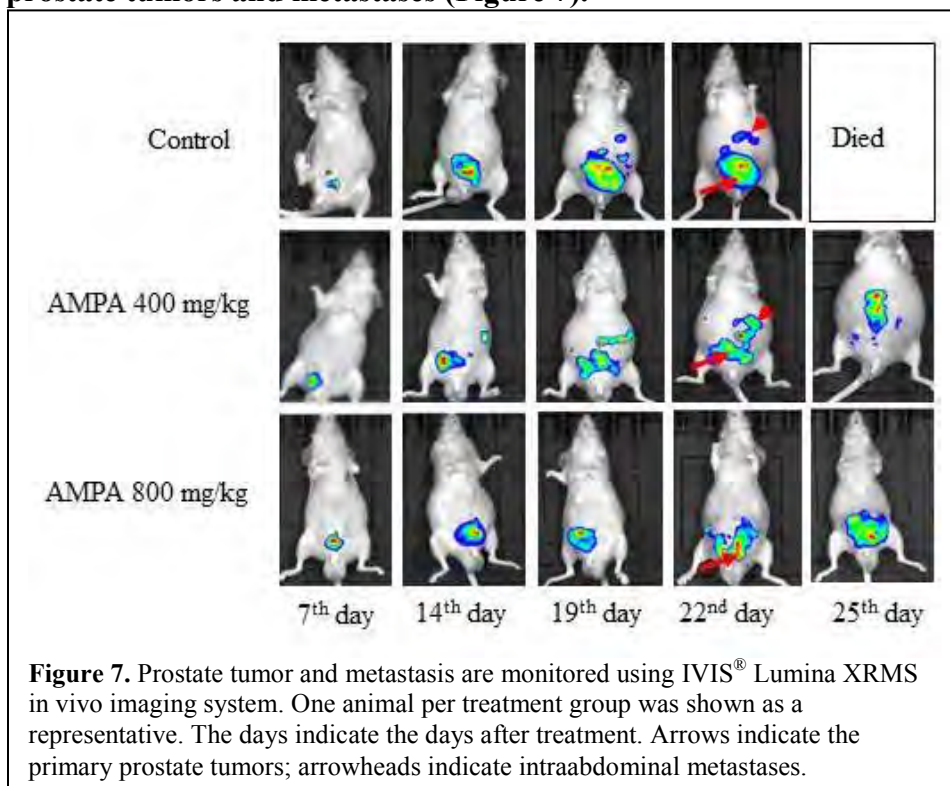 prostate tumors and metastases (Figure 7).
Control
Died
AMPA 400 mg/kg
AMPA 800 mg/kg
7th day 14th day 19th day 22nd day 25th day
Figure 7. Prostate tumor and metastasis are monitored using IVIS® Lumina XRMS
in vivo imaging system. One animal per treatment group was shown as a
representative. The days indicate the days after treatment. Arrows indicate the
primary prostate tumors; arrowheads indicate intraabdominal metastases.